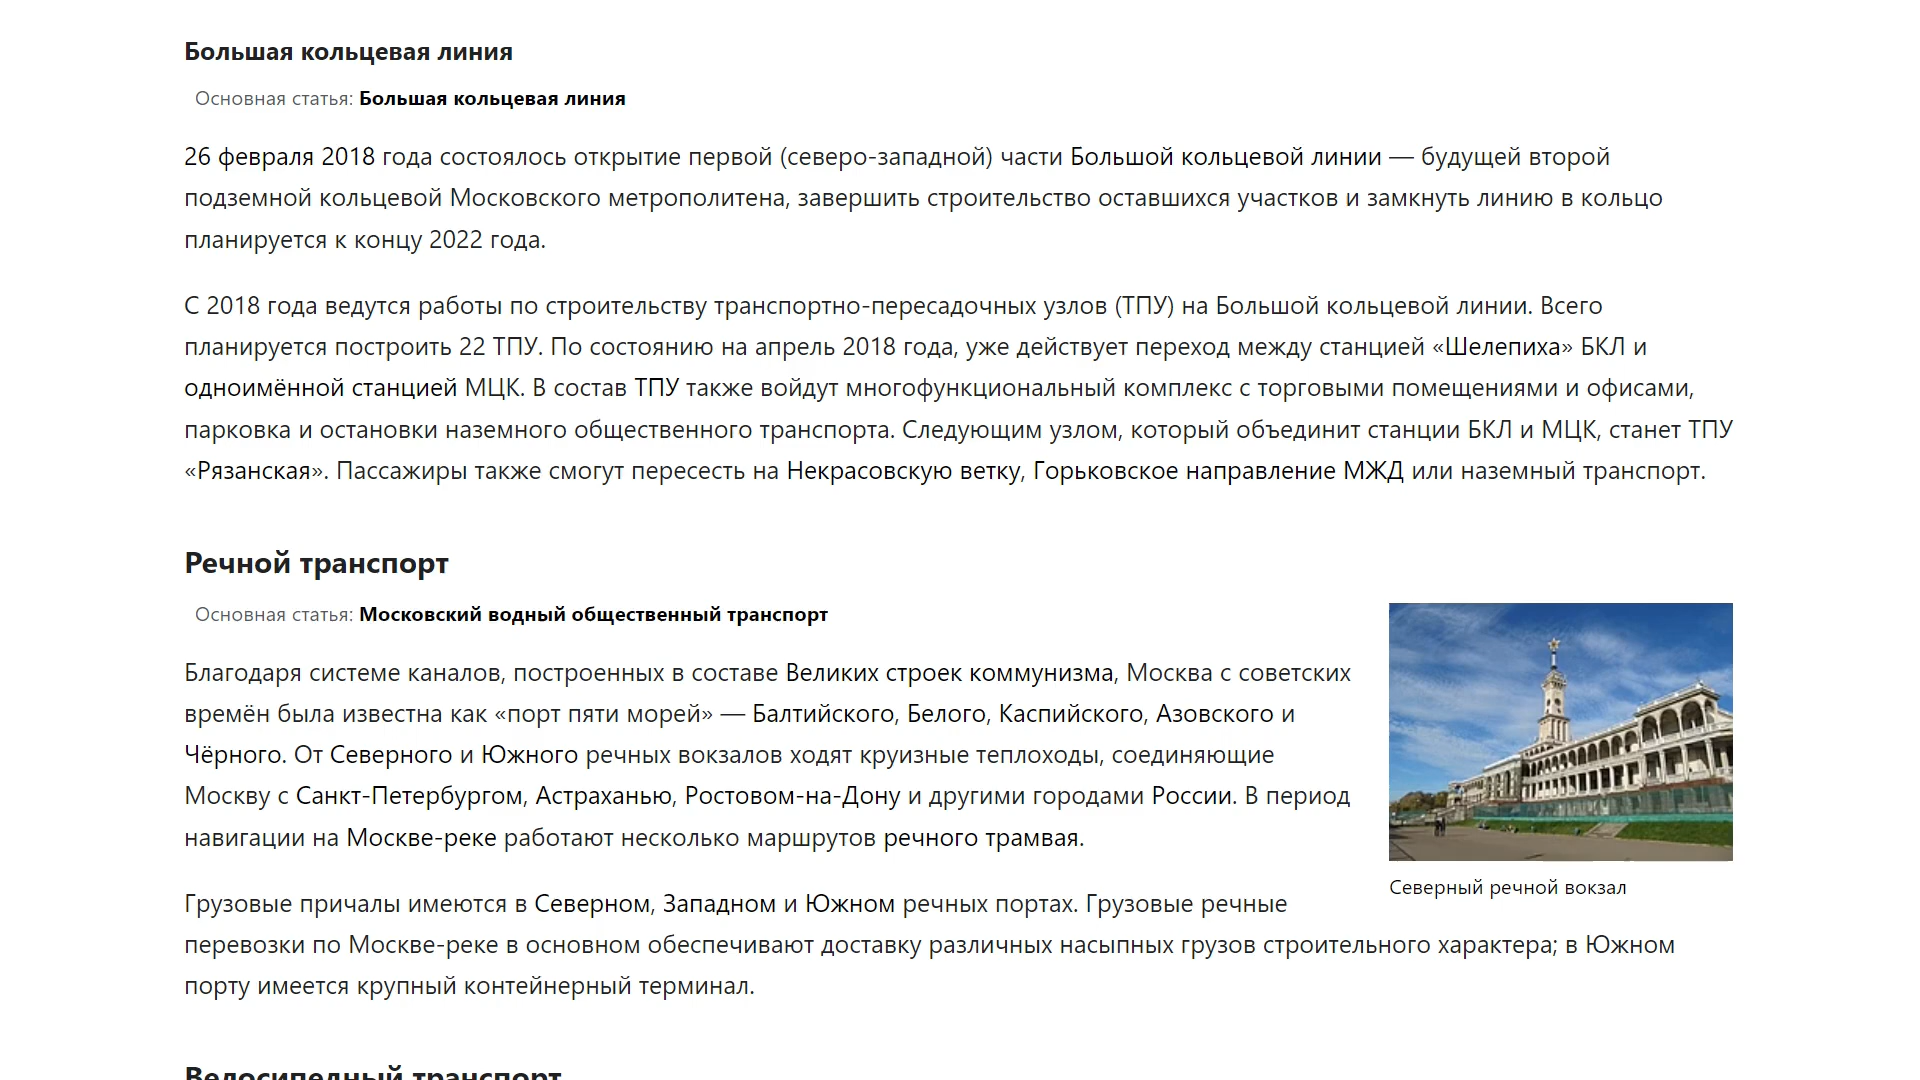 Большая кольцевая линия
Основная статья: Большая кольцевая линия
26 февраля 2018 года состоялось открытие первой (северо-западной) части Большой кольцевой линии — будущей второй
подземной кольцевой Московского метрополитена, завершить строительство оставшихся участков и замкнуть линию в кольцо
планируется к концу 2022 года.
С 2018 года ведутся работы по строительству транспортно-пересадочных узлов (ТПУ) на Большой кольцевой линии. Всего
планируется построить 22 ТПУ. По состоянию на апрель 2018 года, уже действует переход между станцией «Шелепиха» БКЛ и
одноимённой станцией МЦК. В состав ТПУ также войдут многофункциональный комплекс с торговыми помещениями и офисами,
парковка и остановки наземного общественного транспорта. Следующим узлом, который объединит станции БКЛ и МЦК, станет ТПУ
«Рязанская». Пассажиры также смогут пересесть на Некрасовскую ветку, Горьковское направление МЖД или наземный транспорт.
Речной транспорт
Основная статья: Московский водный общественный транспорт
Благодаря системе каналов, построенных в составе Великих строек коммунизма, Москва с советских
времён была известна как «порт пяти морей» — Балтийского, Белого, Каспийского, Азовского и
Чёрного. От Северного и Южного речных вокзалов ходят круизные теплоходы, соединяющие
Москву с Санкт-Петербургом, Астраханью, Ростовом-на-Дону и другими городами России. В период
навигации на Москве-реке работают несколько маршрутов речного трамвая.
Северный речной вокзал
Грузовые причалы имеются в Северном, Западном и Южном речных портах. Грузовые речные
перевозки по Москве-реке в основном обеспечивают доставку различных насыпных грузов строительного характера; в Южном
порту имеется крупный контейнерный терминал.
Велосипедный транспорт